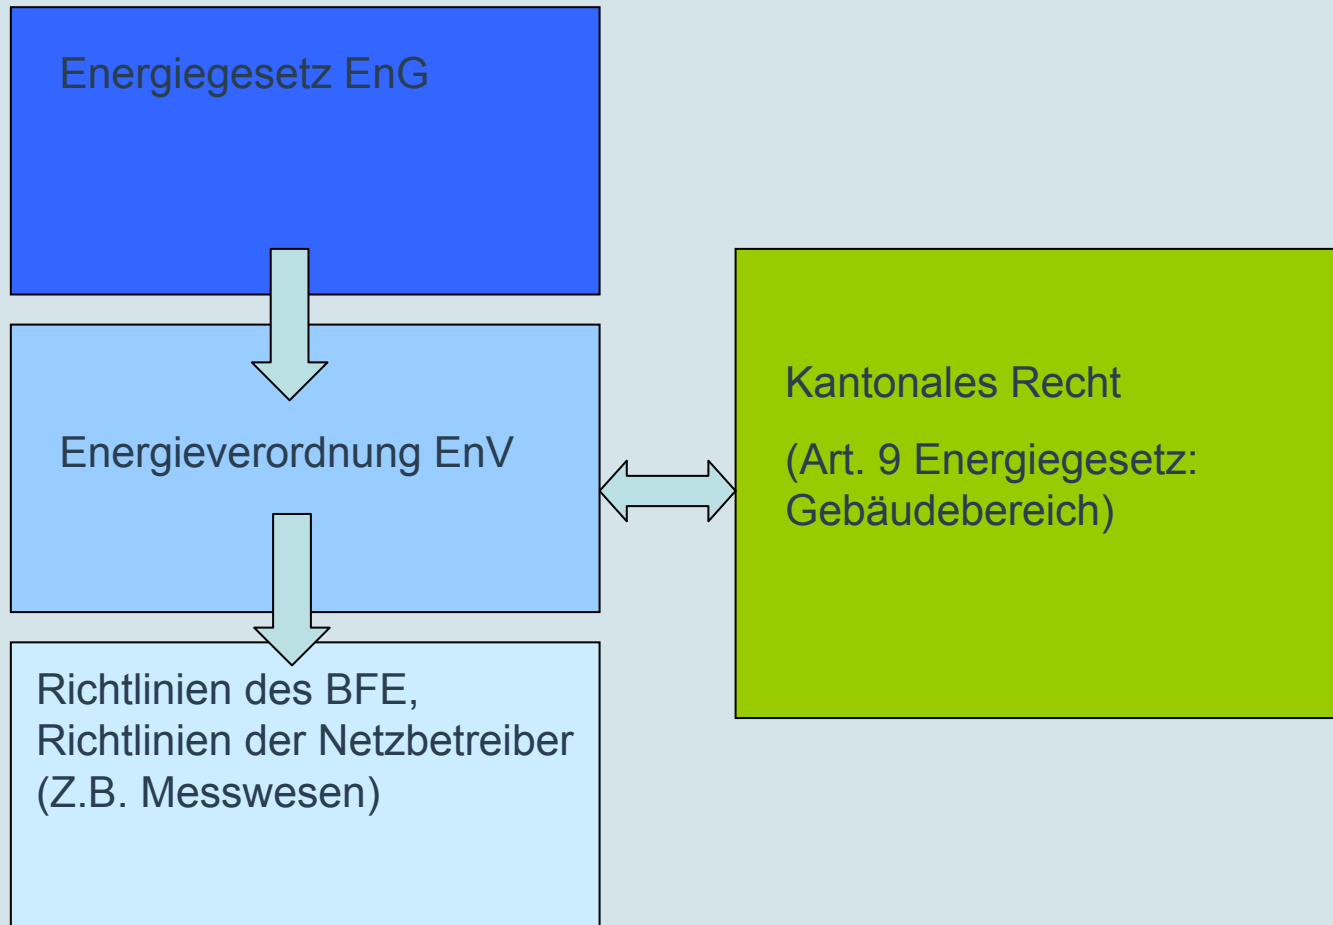 Energiegesetz EnG
Energieverordnung EnV
Richtlinien des BFE,
Richtlinien der Netzbetreiber
(Z.B. Messwesen)
Kantonales Recht
(Art. 9 Energiegesetz:
Gebäudebereich)